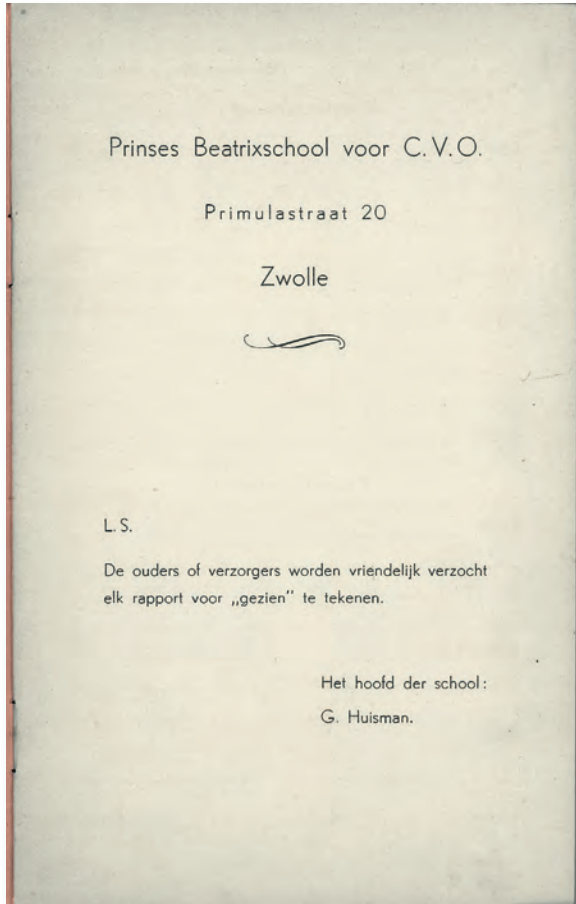 Prinses Beatrixschool voor C.V.O.
Primulastraat 20
Zwolle
L.S.
De ouders of verzorgers worden vriendelijk verzocht
elk rapport voor „gezien" te tekenen.
Het hoofd der school:
G. Huisman.